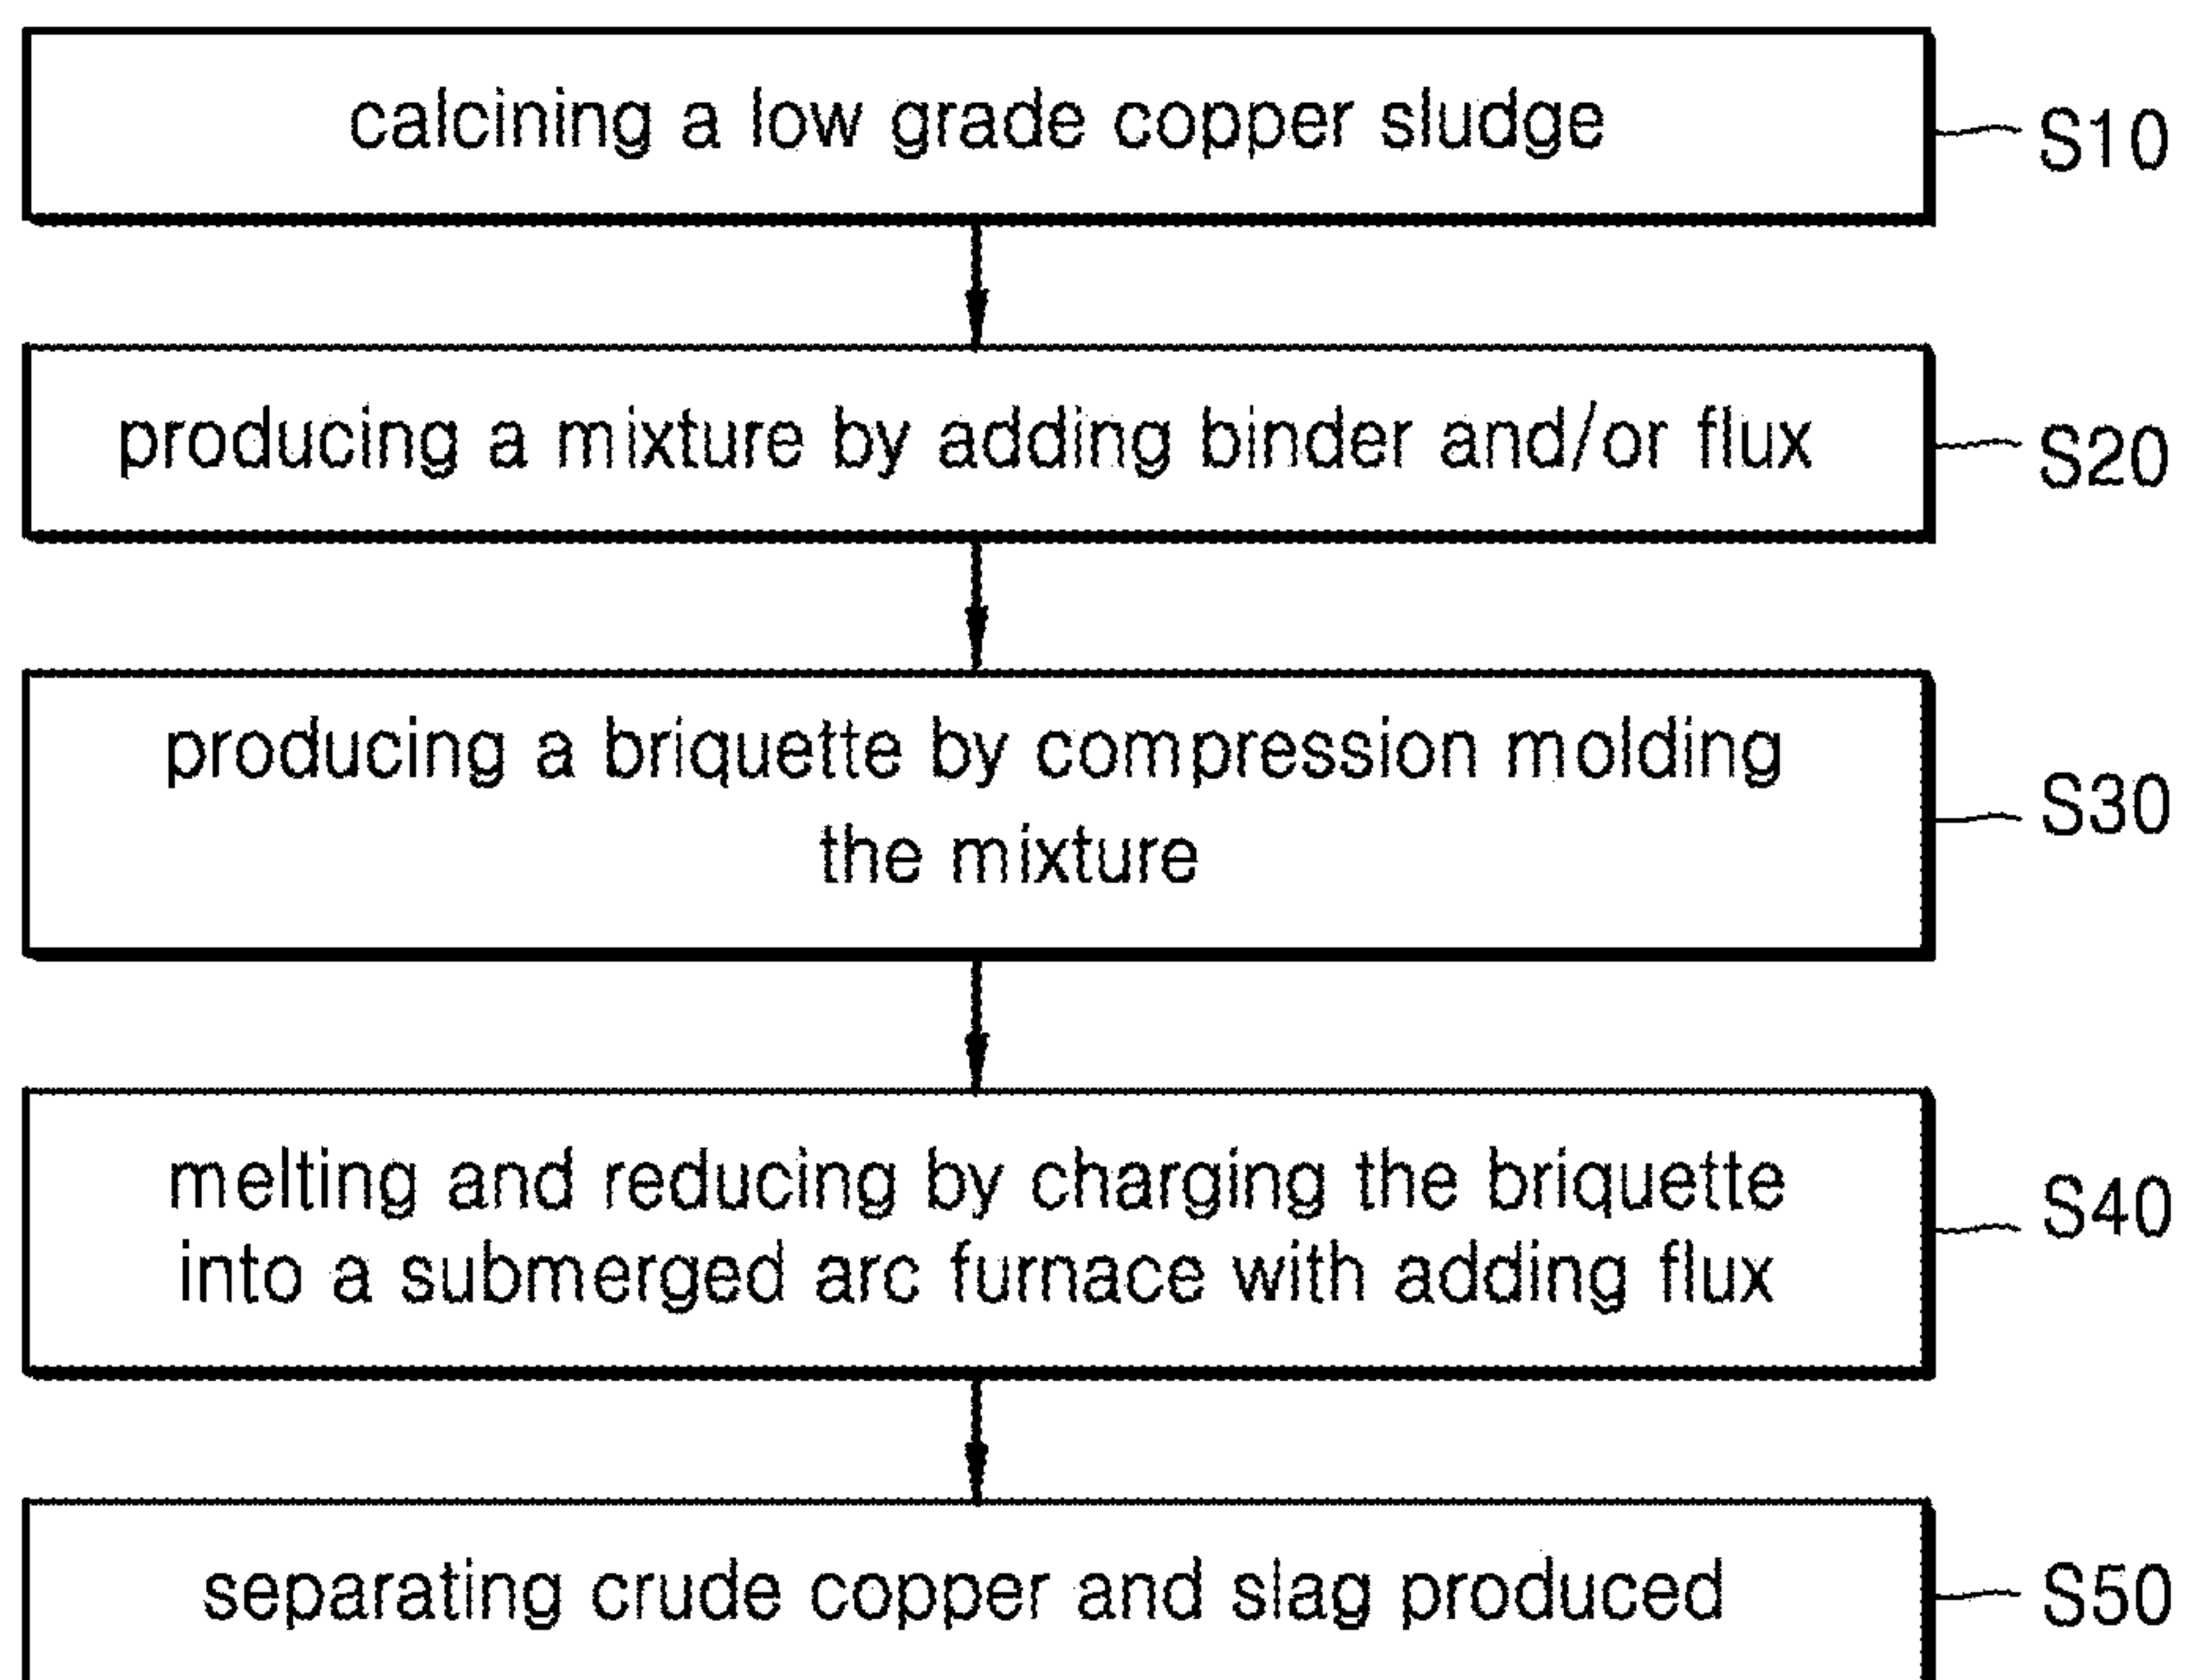 calcining a low grade copper sludge
S10
producing a mixture by adding binder and/or flux
S20
producing a briquette by compression molding
the mixture
S30
melting and reducing by charging the briquette
into a submerged arc furnace with adding flux
S40
separating crude copper and slag produced
S50